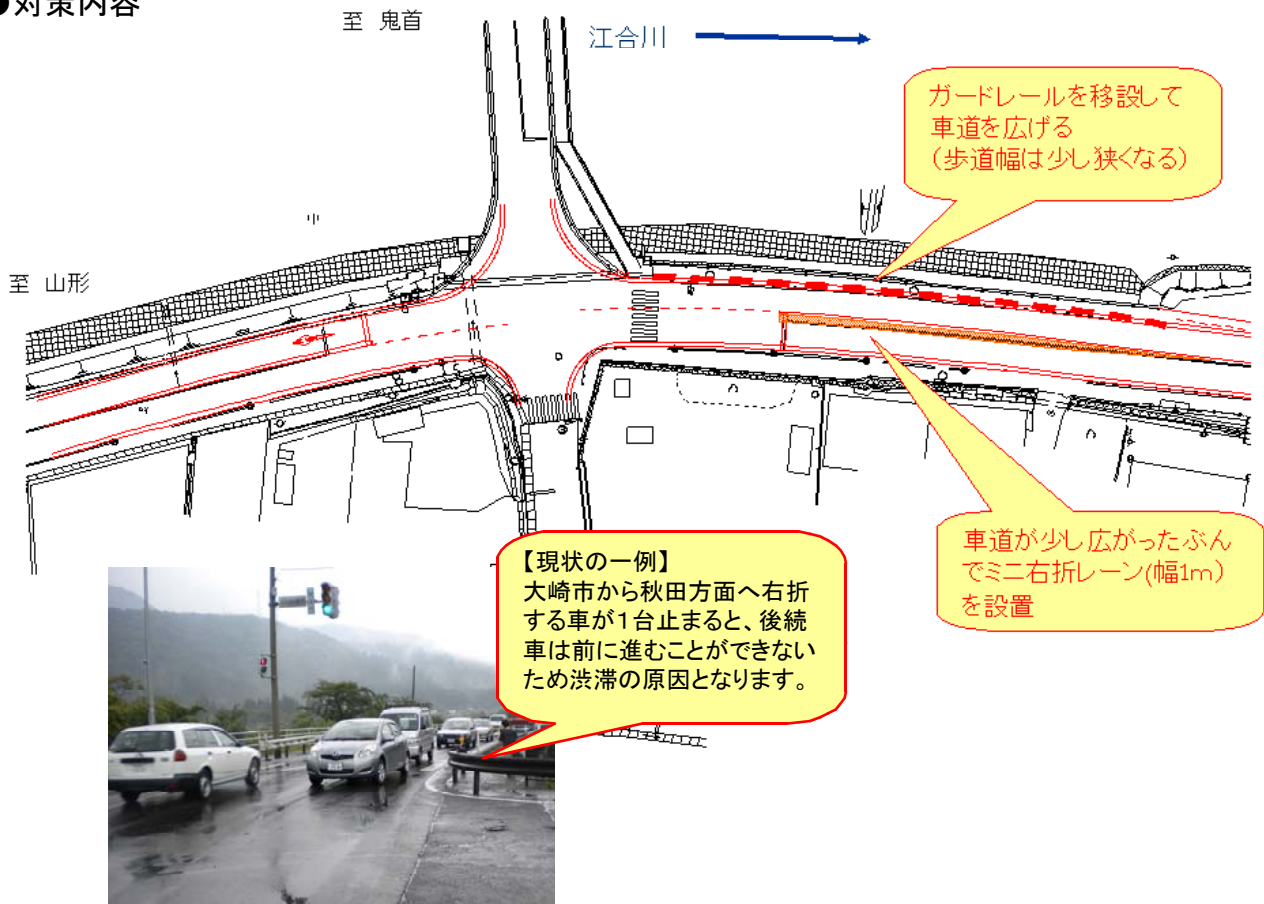 ●対策内容
至 鬼首
江合川
ガードレールを移設して
車道を広げる
(歩道幅は少し狭くなる)
至 山形
車道が少し広がったぶん
でミニ右折レーン(幅1m)
を設置
【現状の一例】
大崎市から秋田方面へ右折
する車が1台止まると、後続
車は前に進むことができない
ため渋滞の原因となります。